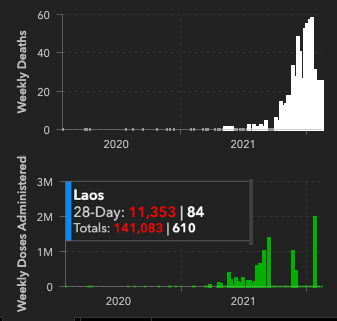 60
40
20
0
Weekly Deaths
2020 2021
3M
2M
1M
0
Weekly Doses Administered
Laos
28-Day: 11,353 | 84
Totals: 141,083 | 610
2020 2021